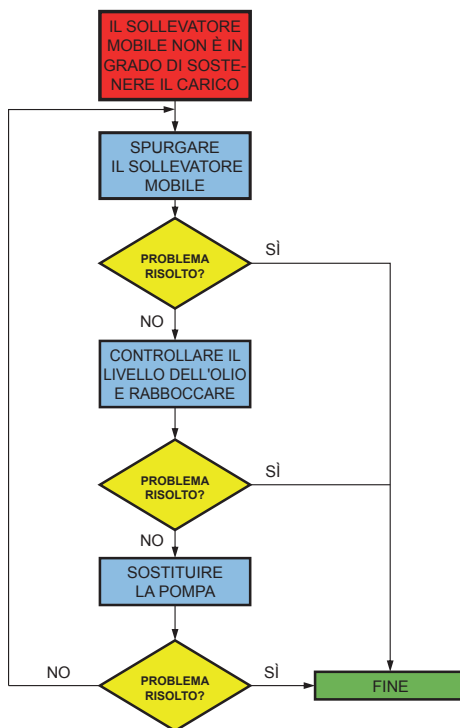 IL SOLLEVATORE
MOBILE NON È IN
GRADO DI SOSTE-
NERE IL CARICO
SPURGARE
IL SOLLEVATORE
MOBILE
PROBLEMA
RISOLTO?
SÌ
NO
CONTROLLARE IL
LIVELLO DELL'OLIO
E RABBOCCARE
PROBLEMA
RISOLTO?
SÌ
NO
SOSTITUIRE
LA POMPA
NO
PROBLEMA
RISOLTO?
SÌ
FINE